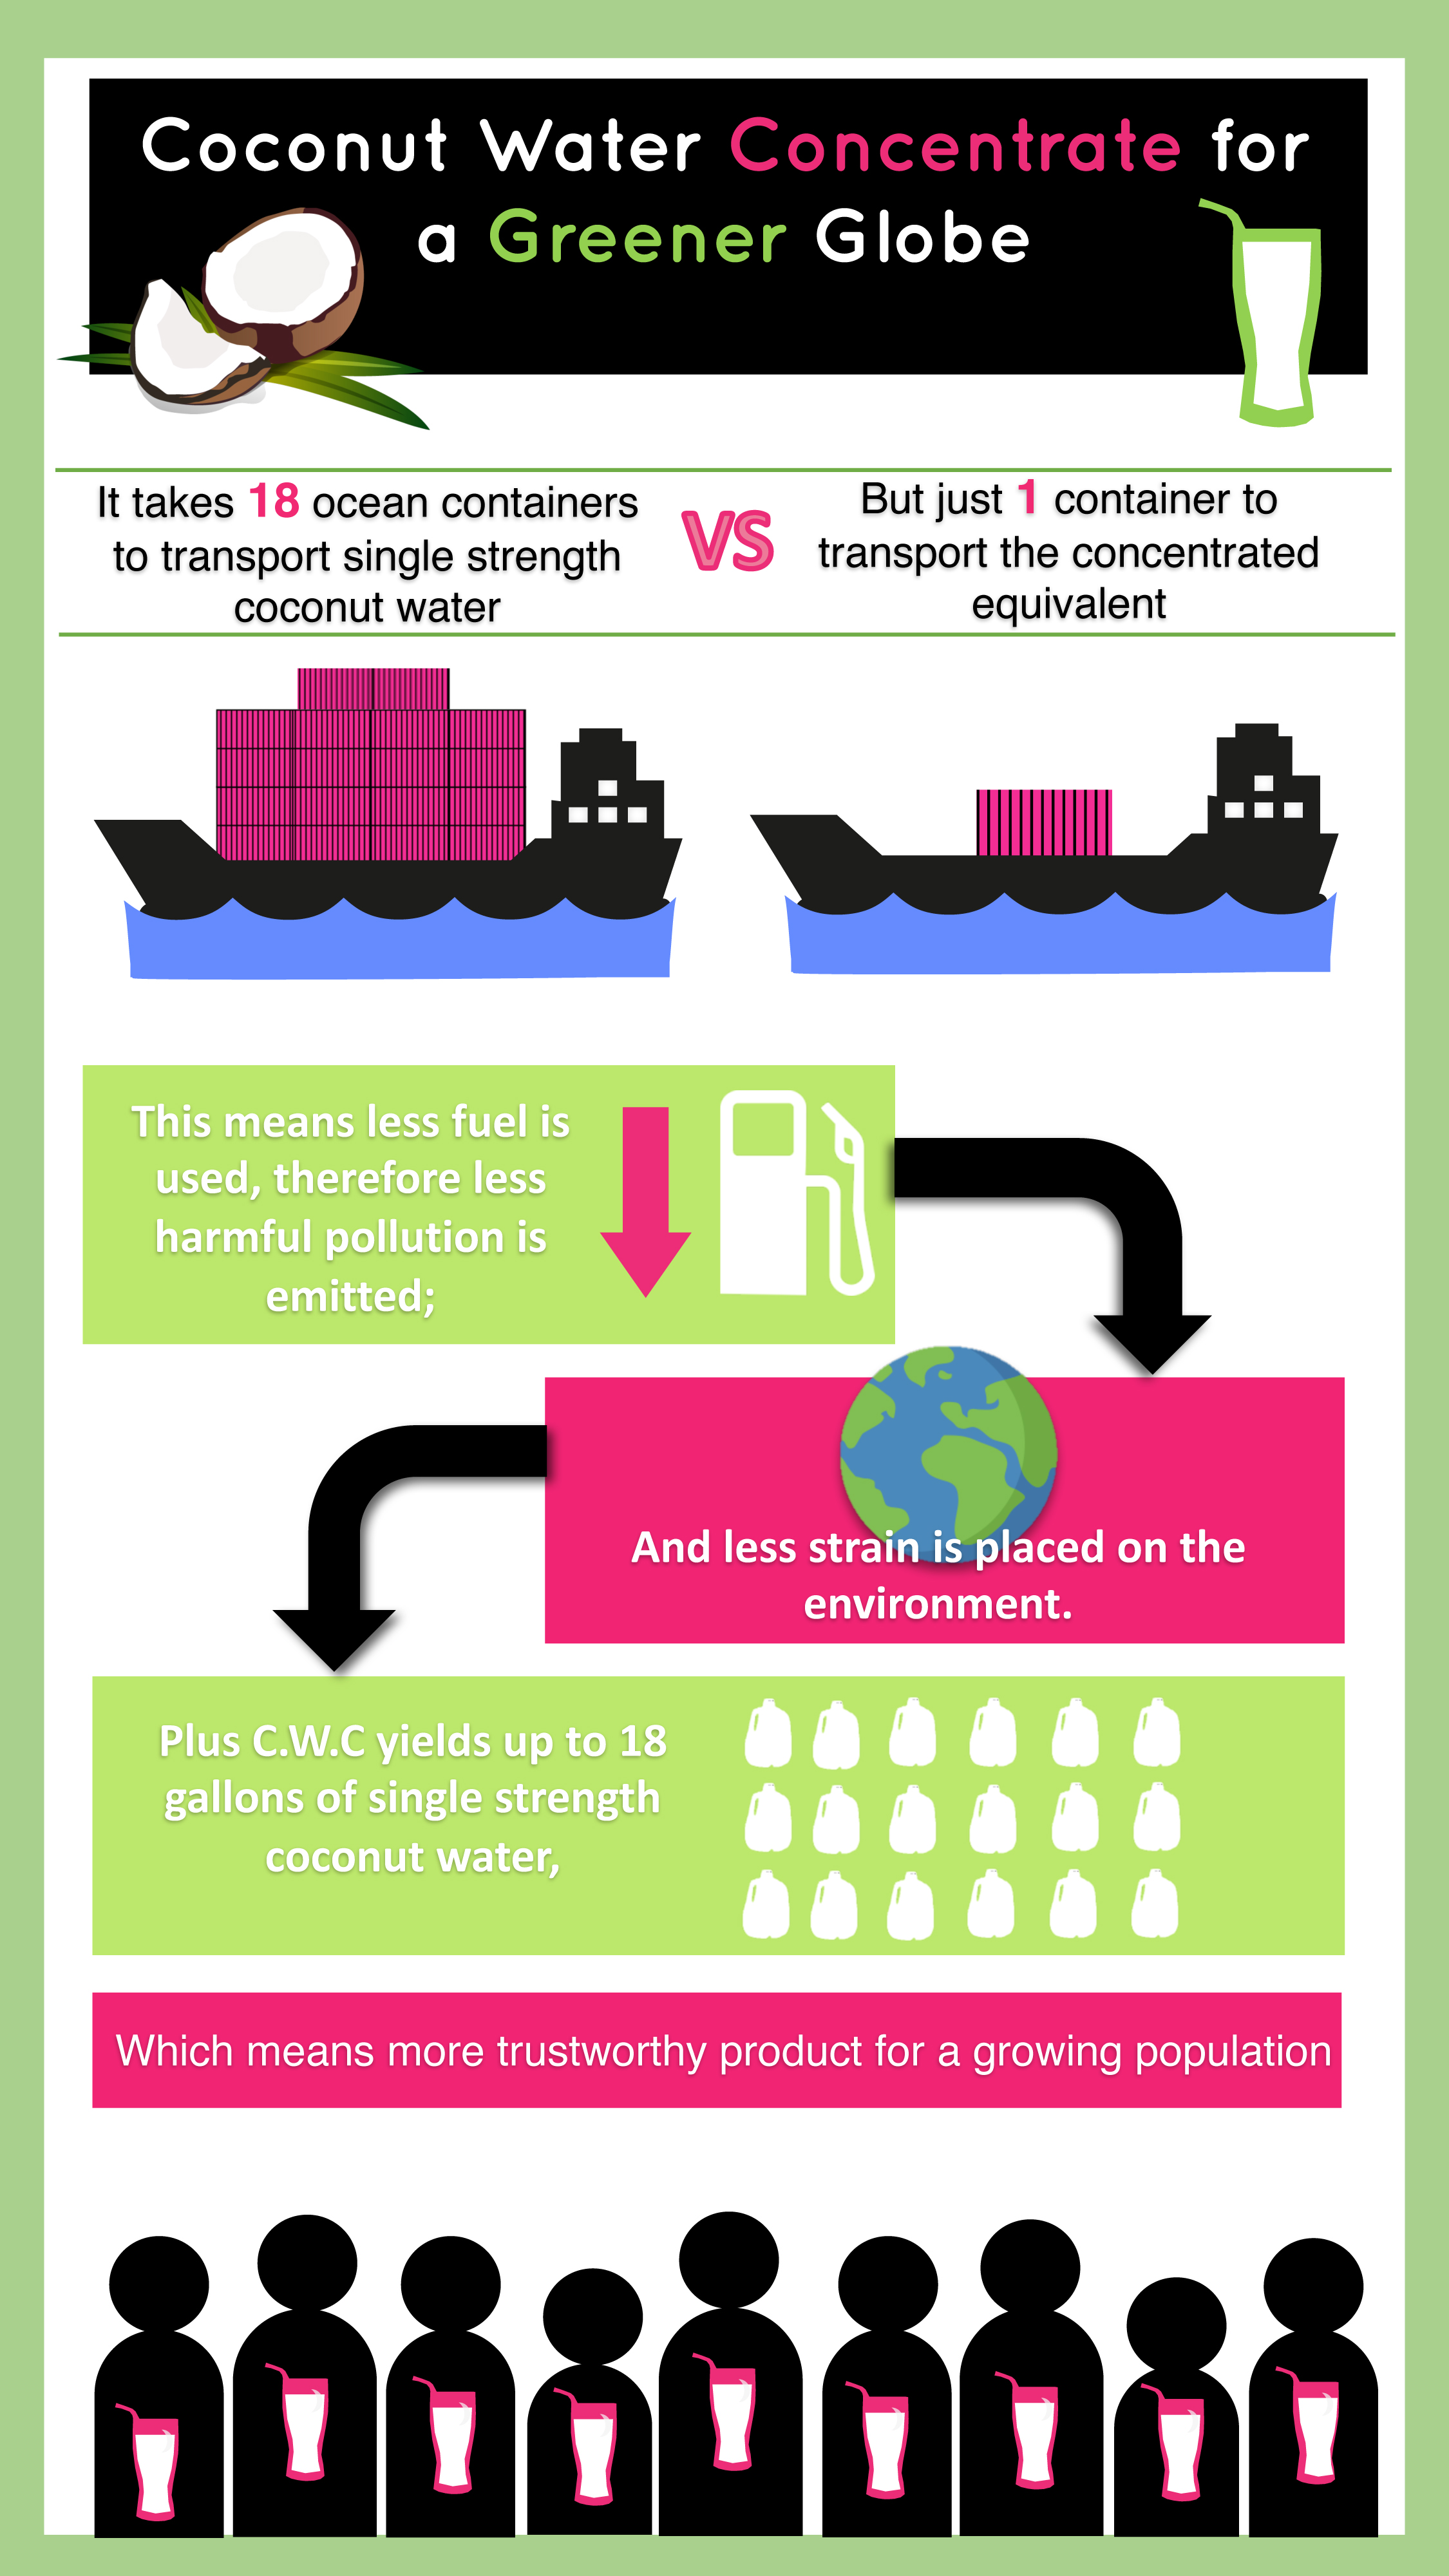 Coconut Water Concentrate for
a Greener Globe
It takes 18 ocean containers
to transport single strength
coconut water
VS
But just 1 container to
transport the concentrated
equivalent
This means less fuel is
used, therefore less
harmful pollution is
emitted;
And less strain is placed on the
environment.
Plus C.W.C yields up to 18
gallons of single strength
coconut water,
Which means more trustworthy product for a growing population